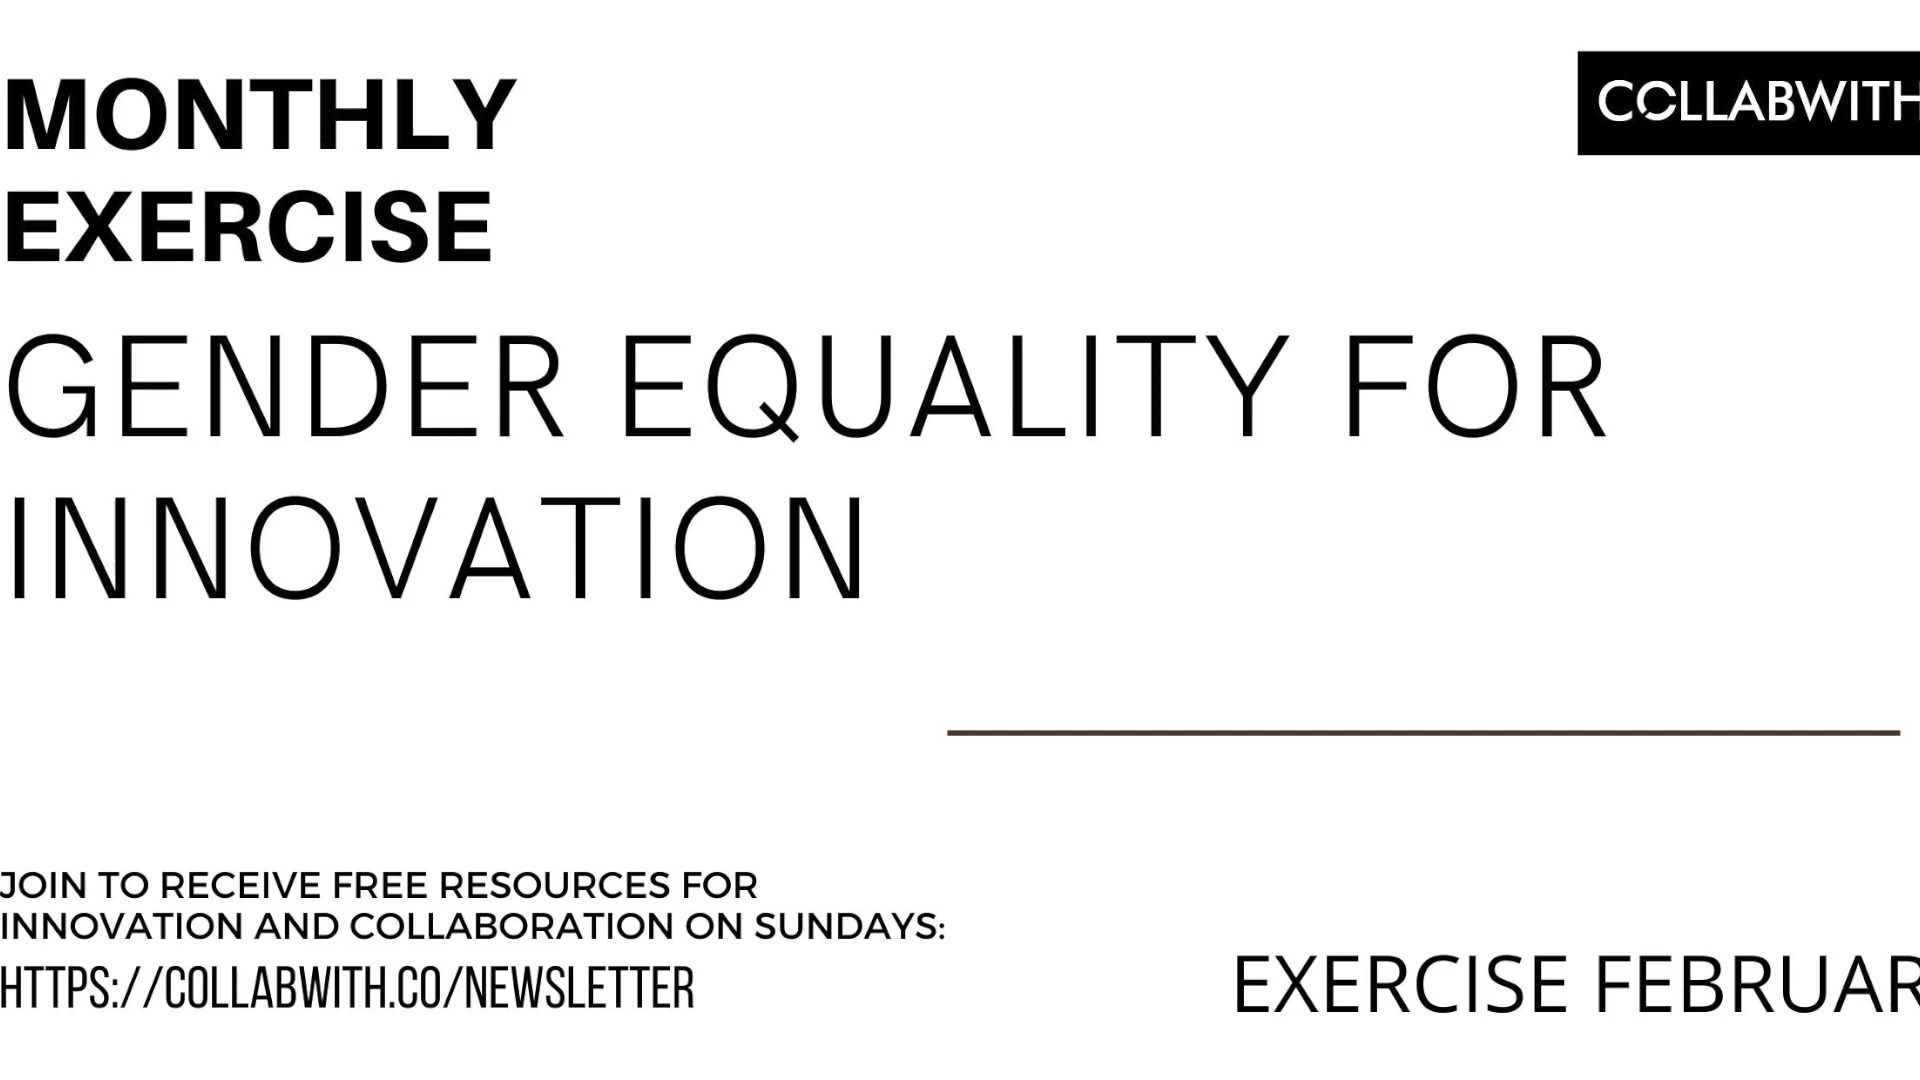 MONTHLY
EXERCISE
COLLABWITH
GENDER EQUALITY FOR
INNOVATION
JOIN TO RECEIVE FREE RESOURCES FOR
INNOVATION AND COLLABORATION ON SUNDAYS:
HTTPS://COLLABWITH.CO/NEWSLETTER
EXERCISE FEBRUAR